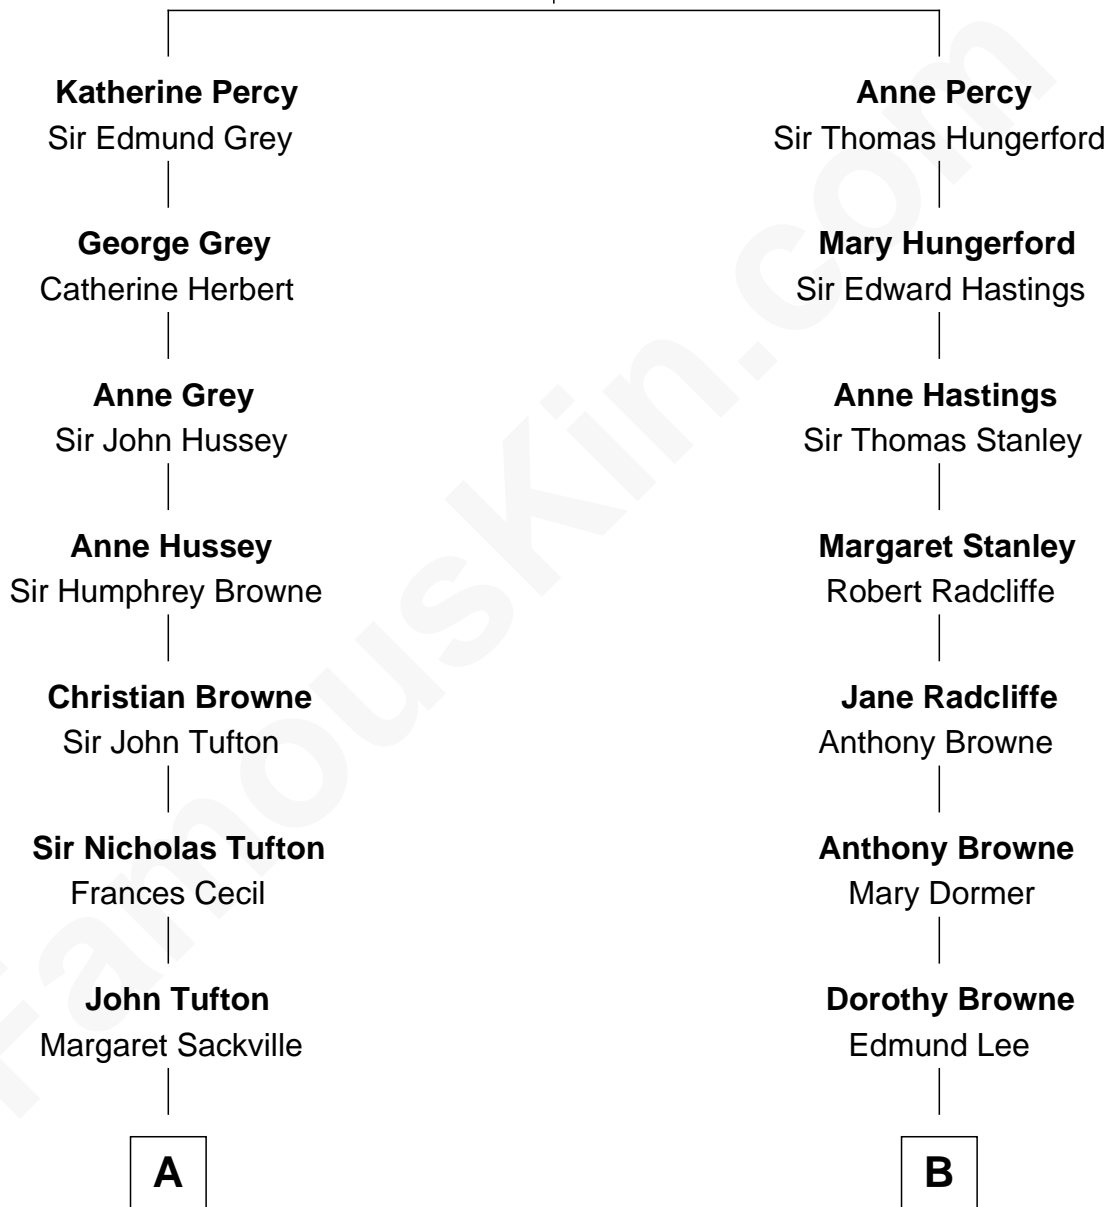 Katherine Percy
Sir Edmund Grey
George Grey
Catherine Herbert
Anne Grey
Sir John Hussey
Anne Hussey
Sir Humphrey Browne
Christian Browne
Sir John Tufton
Sir Nicholas Tufton
Frances Cecil
John Tufton
Margaret Sackville
A
Anne Percy
Sir Thomas Hungerford
Mary Hungerford
Sir Edward Hastings
Anne Hastings
Sir Thomas Stanley
Margaret Stanley
Robert Radcliffe
Jane Radcliffe
Anthony Browne
Anthony Browne
Mary Dormer
Dorothy Browne
Edmund Lee
B
FamousKin.com